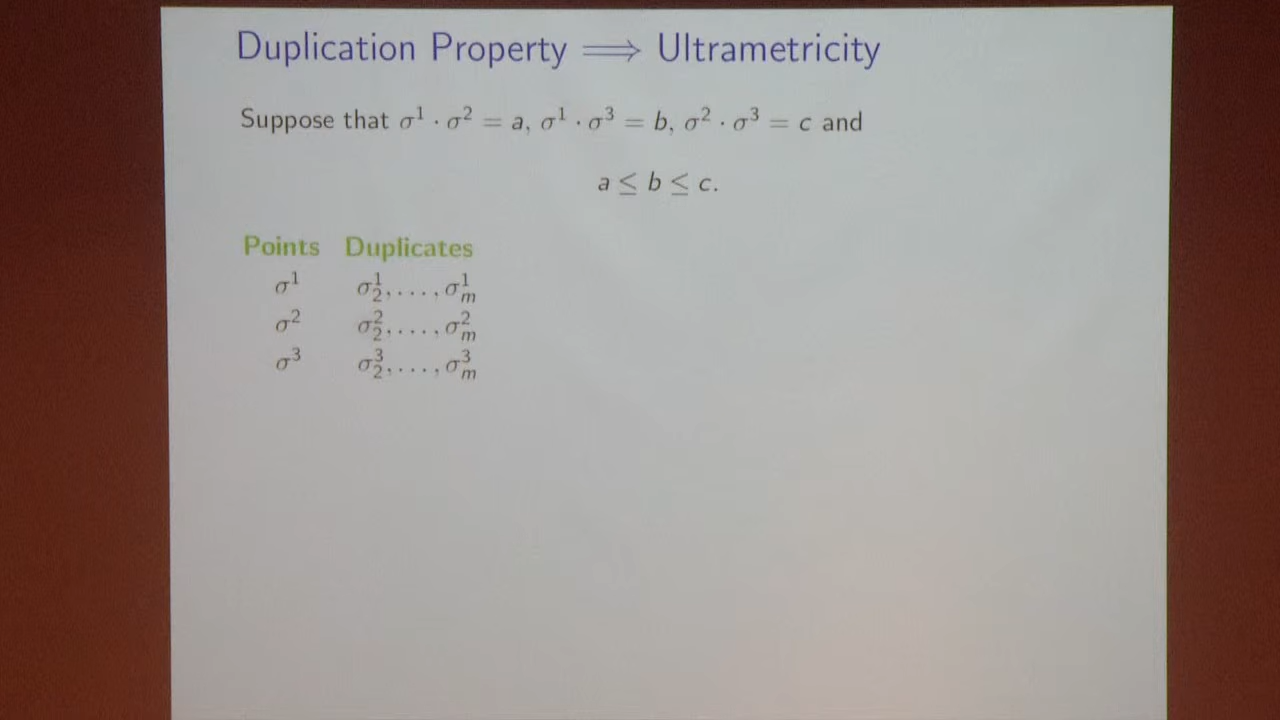 Duplication Property ⟹ Ultrametricity
Suppose that σ¹ · σ² = a, σ¹ · σ³ = b, σ² · σ³ = c and
a ≤ b ≤ c.
Points Duplicates
σ¹ σ¹₂, . . . , σ¹ₘ
σ² σ²₂, . . . , σ²ₘ
σ³ σ³₂, . . . , σ³ₘ